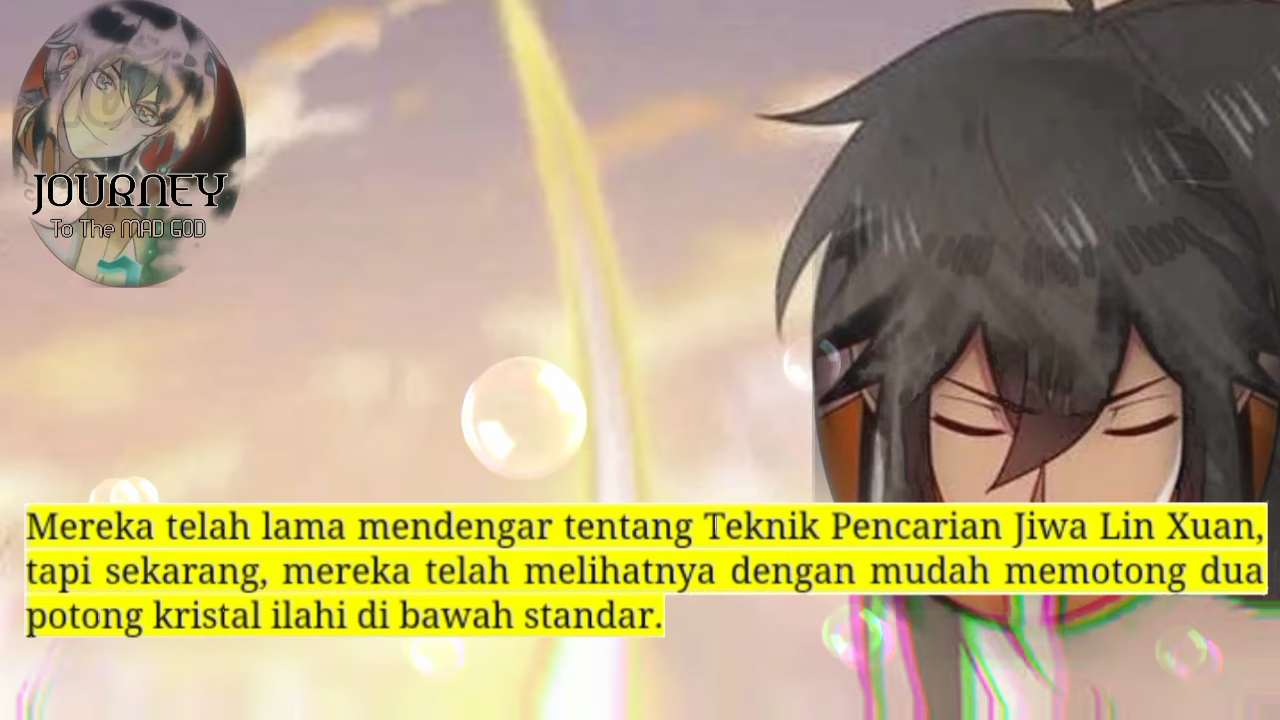 JOURNEY
To The MAD GOD
Mereka telah lama mendengar tentang Teknik Pencarian Jiwa Lin Xuan,
tapi sekarang, mereka telah melihatnya dengan mudah memotong dua
potong kristal ilahi di bawah standar.